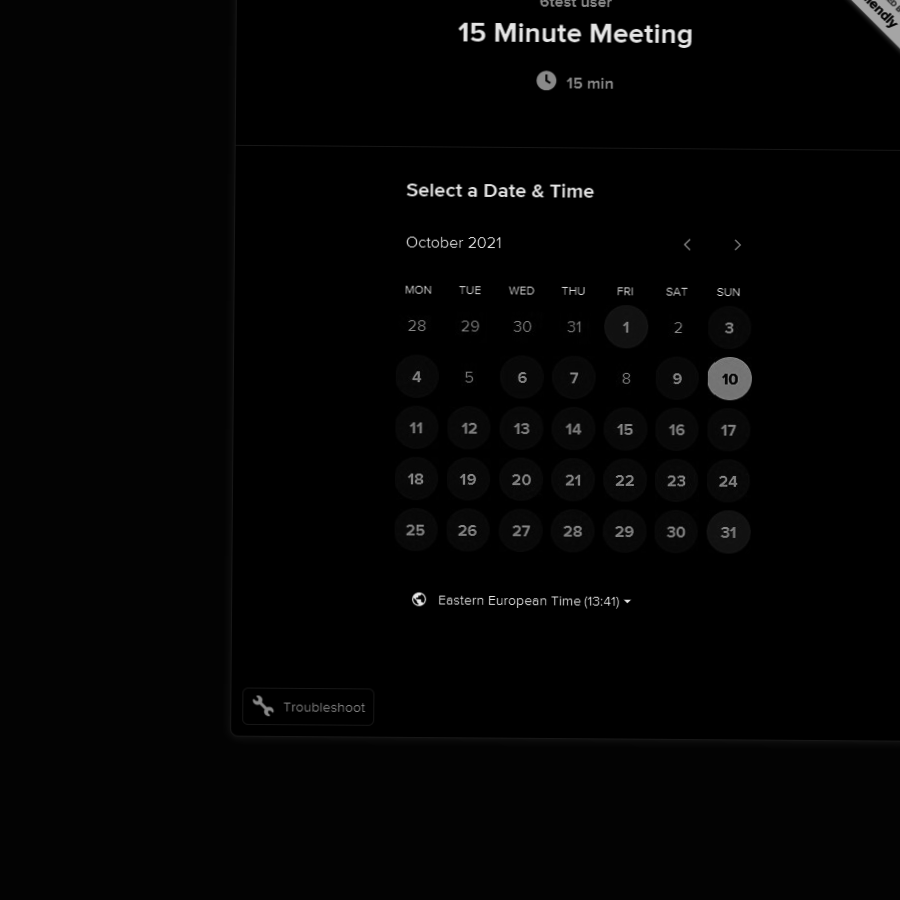 6test user
15 Minute Meeting
15 min
Select a Date & Time
October 2021
MON TUE WED THU FRI SAT SUN
28 29 30 31 1 2 3
4 5 6 7 8 9 10
11 12 13 14 15 16 17
18 19 20 21 22 23 24
25 26 27 28 29 30 31
Eastern European Time (13:41)
Troubleshoot